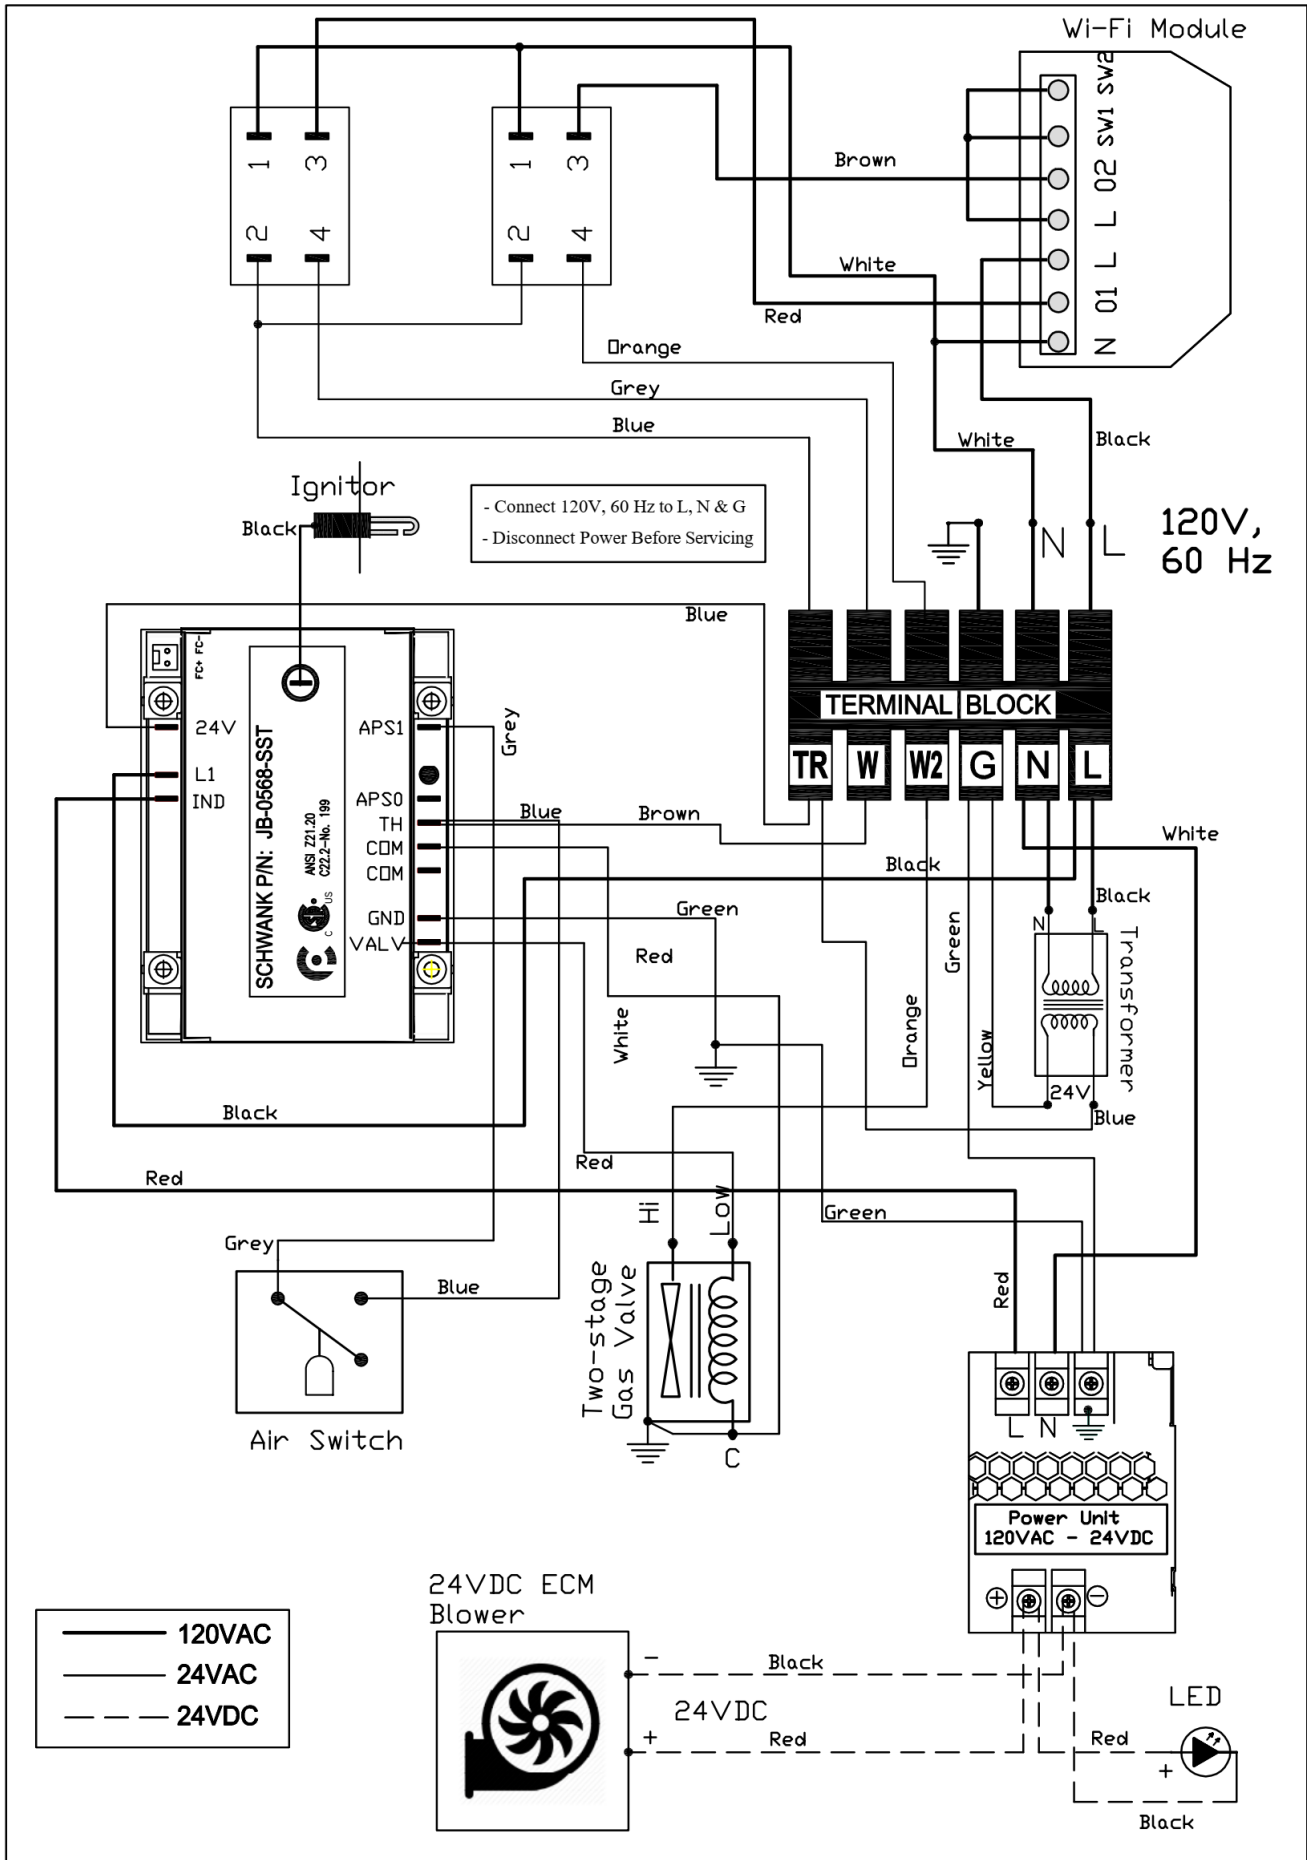 Wi-Fi Module
SW2
SW1
O2
L
L
O1
N
1
3
2
4
1
3
2
4
Brown
White
Red
Orange
Grey
Blue
White
Black
Ignitor
Black
- Connect 120V, 60 Hz to L, N & G
- Disconnect Power Before Servicing
N
L
120V,
60 Hz
Blue
TERMINAL BLOCK
TR
W
W2
G
N
L
FC+ FC-
24V
L1
IND
SCHWANK P/N: JB-0568-SST
ANSI Z21.20
C22.2-No. 199
C
US
APS1
APS0
TH
COM
COM
GND
VALV
Grey
Blue
Brown
Black
White
Green
Red
White
Green
Orange
Yellow
Black
N
L
Transformer
24V
Blue
Black
Red
Red
Hi
Low
Green
Red
Grey
Blue
Air Switch
Two-stage
Gas Valve
C
L
N
Power Unit
120VAC - 24VDC
+
-
24VDC ECM
Blower
-
+
Black
24VDC
Red
LED
Red
+
Black
120VAC
24VAC
24VDC